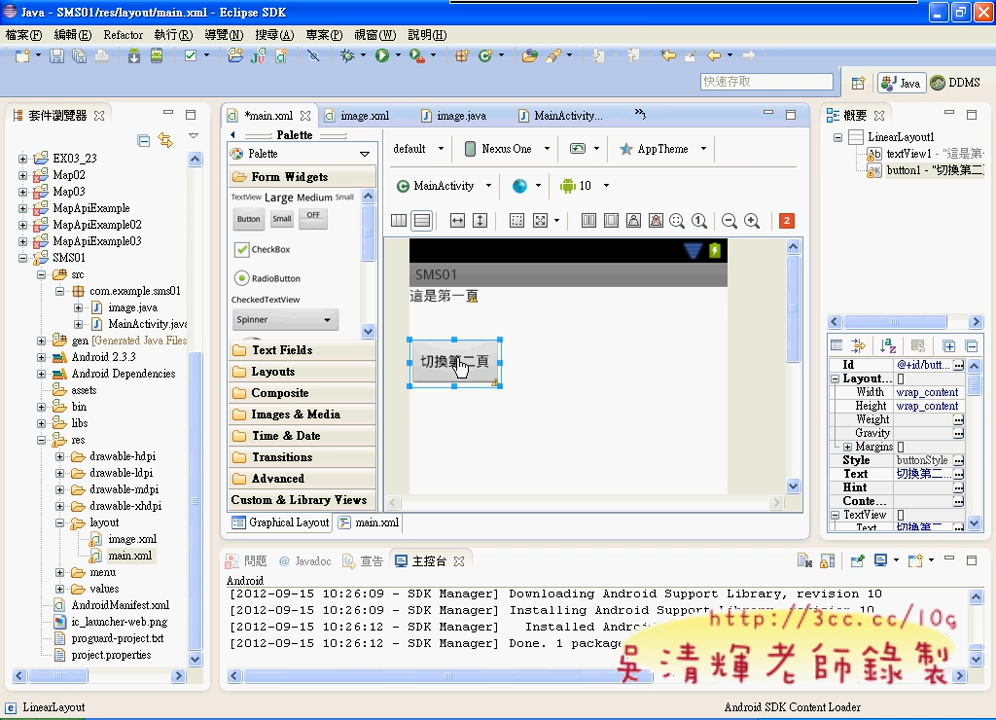 Java - SMS01/res/layout/main.xml - Eclipse SDK
檔案(F) 編輯(E) Refactor 執行(R) 導覽(N) 搜尋(A) 專案(P) 視窗(W) 說明(H)
快速存取 Java DDMS
套件瀏覽器
EX03_23
Map02
Map03
MapApiExample
MapApiExample02
MapApiExample03
SMS01
src
com.example.sms01
image.java
MainActivity.java
gen [Generated Java Files
Android 2.3.3
Android Dependencies
assets
bin
libs
res
drawable-hdpi
drawable-ldpi
drawable-mdpi
drawable-xhdpi
layout
image.xml
main.xml
menu
values
AndroidManifest.xml
ic_launcher-web.png
proguard-project.txt
project.properties
*main.xml image.xml image.java MainActivity...
Palette
Palette
Form Widgets
TextView Large Medium Small
Button Small OFF
CheckBox
RadioButton
CheckedTextView
Spinner
Text Fields
Layouts
Composite
Images & Media
Time & Date
Transitions
Advanced
Custom & Library Views
Graphical Layout main.xml
default Nexus One AppTheme
MainActivity 10
2
SMS01
這是第一頁
切換第二頁
概要
LinearLayout1
textView1 - "這是第
button1 - "切換第二
Id @+id/butt...
Layout... []
Width wrap_content
Height wrap_content
Weight
Gravity
Margins []
Style buttonStyle
Text 切換第二...
Hint
Conte...
TextView []
Text 切換第二
問題 Javadoc 宣告 主控台
Android
[2012-09-15 10:26:09 - SDK Manager] Downloading Android Support Library, revision 10
[2012-09-15 10:26:09 - SDK Manager] Installing Android Support Library, revision 10
[2012-09-15 10:26:12 - SDK Manager] Installed Andro
[2012-09-15 10:26:12 - SDK Manager] Done. 1 package
http://3cc.cc/10g
吳清輝老師錄製
LinearLayout Android SDK Content Loader